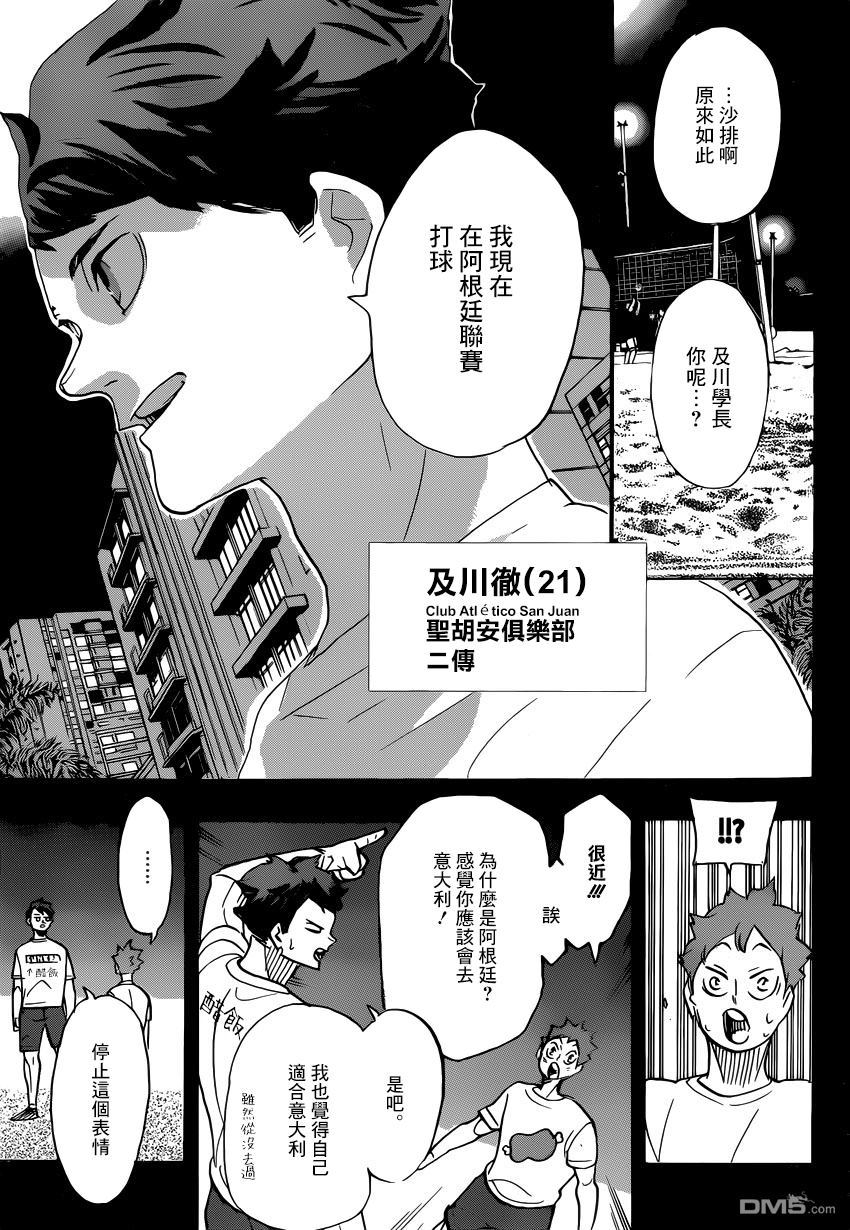 …沙排啊
原來如此
及川學長
你呢…?
我現在
在阿根廷聯賽
打球
及川徹(21)
Club Atlético San Juan
聖胡安俱樂部
二傳
!!?
很近!!!
誒
為什麼是阿根廷?
感覺你應該會去
意大利!
是吧。
我也覺得自己
適合意大利
雖然從沒去過
醋飯
……
停止這個表情
↑醋飯
DM5.com